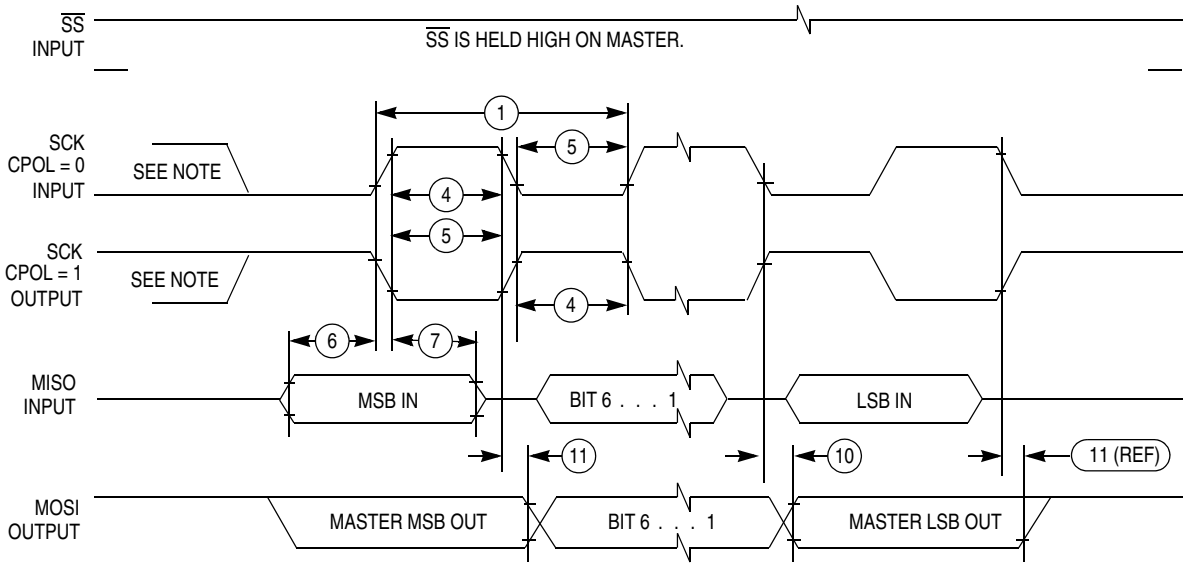 SS
INPUT
SS IS HELD HIGH ON MASTER.
1
SCK
CPOL = 0
INPUT
SEE NOTE
5
4
5
SCK
CPOL = 1
OUTPUT
SEE NOTE
4
6
7
MISO
INPUT
MSB IN
BIT 6 . . . 1
LSB IN
11
10
11 (REF)
MOSI
OUTPUT
MASTER MSB OUT
BIT 6 . . . 1
MASTER LSB OUT